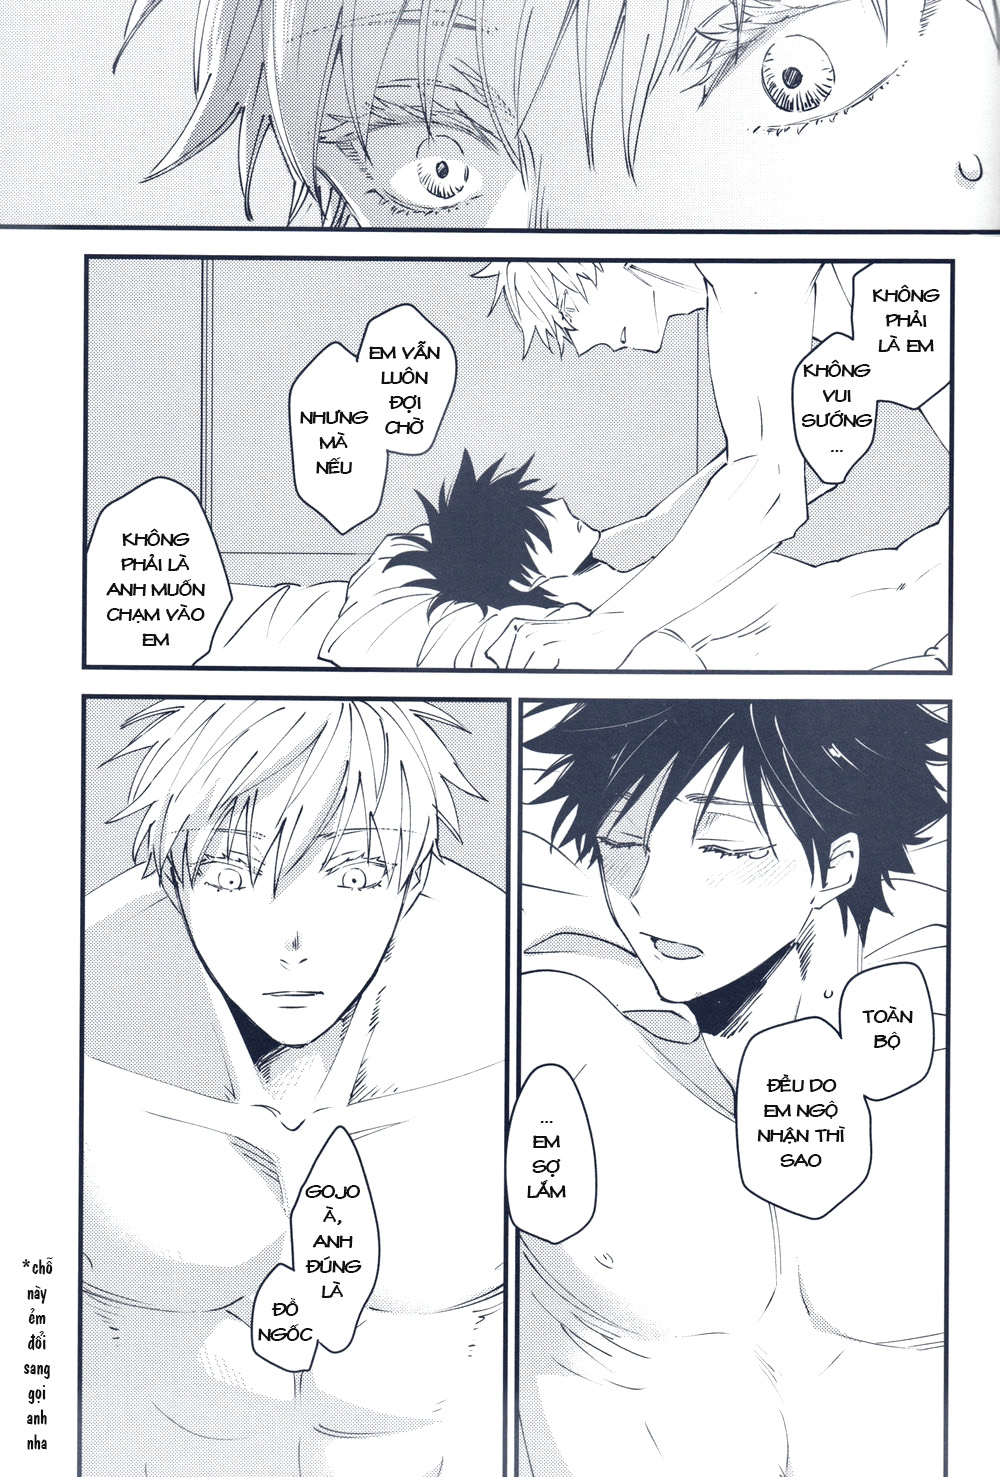 KHÔNG
PHẢI
LÀ EM
KHÔNG
VUI
SƯỚNG
...
EM VẪN
LUÔN
ĐỢI
CHỜ
NHƯNG
MÀ
NẾU
KHÔNG
PHẢI LÀ
ANH MUỐN
CHẠM VÀO
EM
TOÀN
BỘ
ĐỀU DO
EM NGỘ
NHẬN THÌ
SAO
...
EM
SỢ
LẮM
GOJO
À,
ANH
ĐÚNG
LÀ
ĐỒ
NGỐC
*chỗ
này
ẻm
đổi
sang
gọi
anh
nha